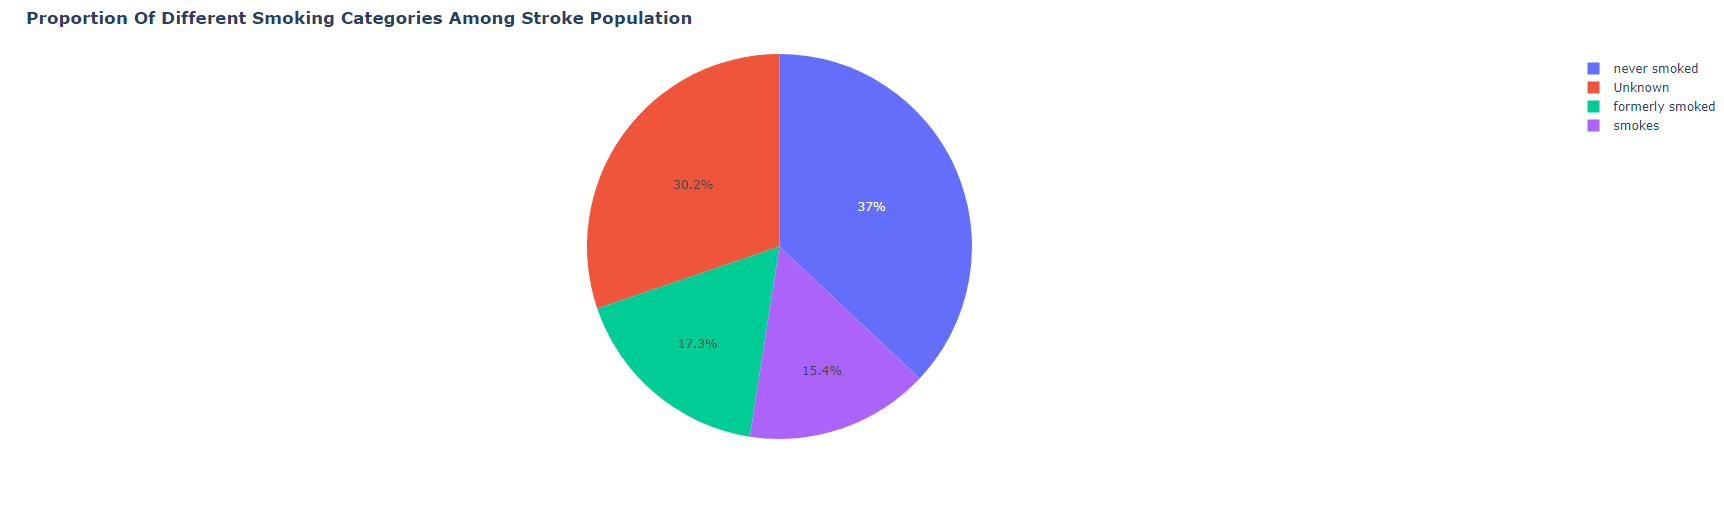 Proportion Of Different Smoking Categories Among Stroke Population
never smoked
Unknown
formerly smoked
smokes
30.2%
37%
17.3%
15.4%